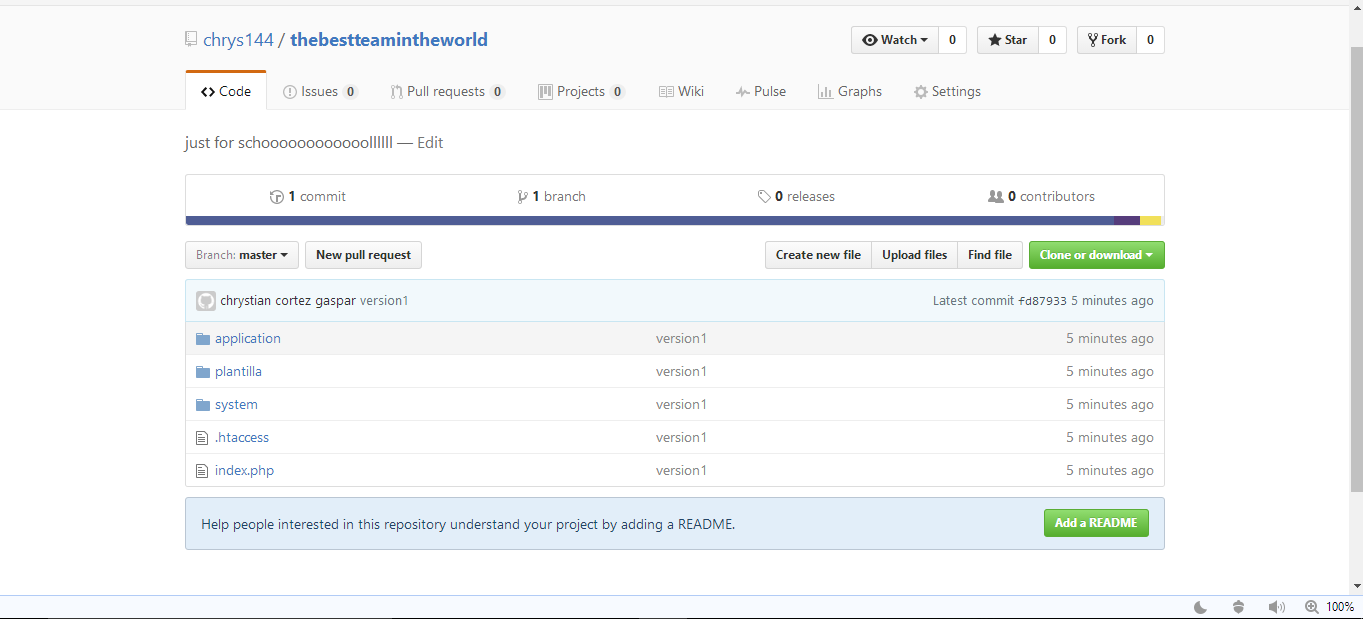 chrys144 / thebestteamintheworld
Watch 0 Star 0 Fork 0
Code Issues 0 Pull requests 0 Projects 0 Wiki Pulse Graphs Settings
just for schoooooooooooollllll — Edit
1 commit 1 branch 0 releases 0 contributors
Branch: master New pull request Create new file Upload files Find file Clone or download
chrystian cortez gaspar version1 Latest commit fd87933 5 minutes ago
application version1 5 minutes ago
plantilla version1 5 minutes ago
system version1 5 minutes ago
.htaccess version1 5 minutes ago
index.php version1 5 minutes ago
Help people interested in this repository understand your project by adding a README. Add a README
100%